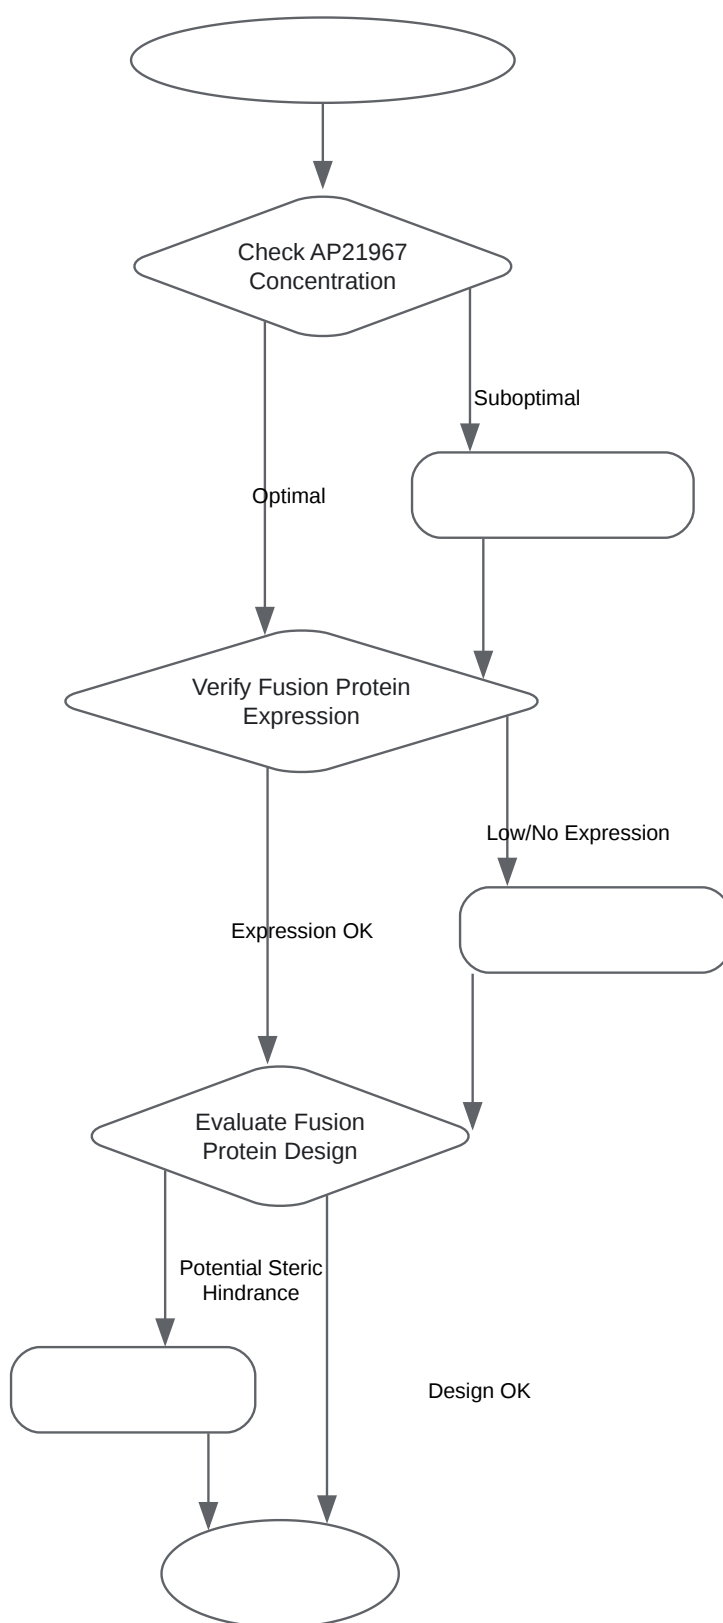 Check AP21967
Concentration
Suboptimal
Optimal
Verify Fusion Protein
Expression
Low/No Expression
Expression OK
Evaluate Fusion
Protein Design
Potential Steric
Hindrance
Design OK